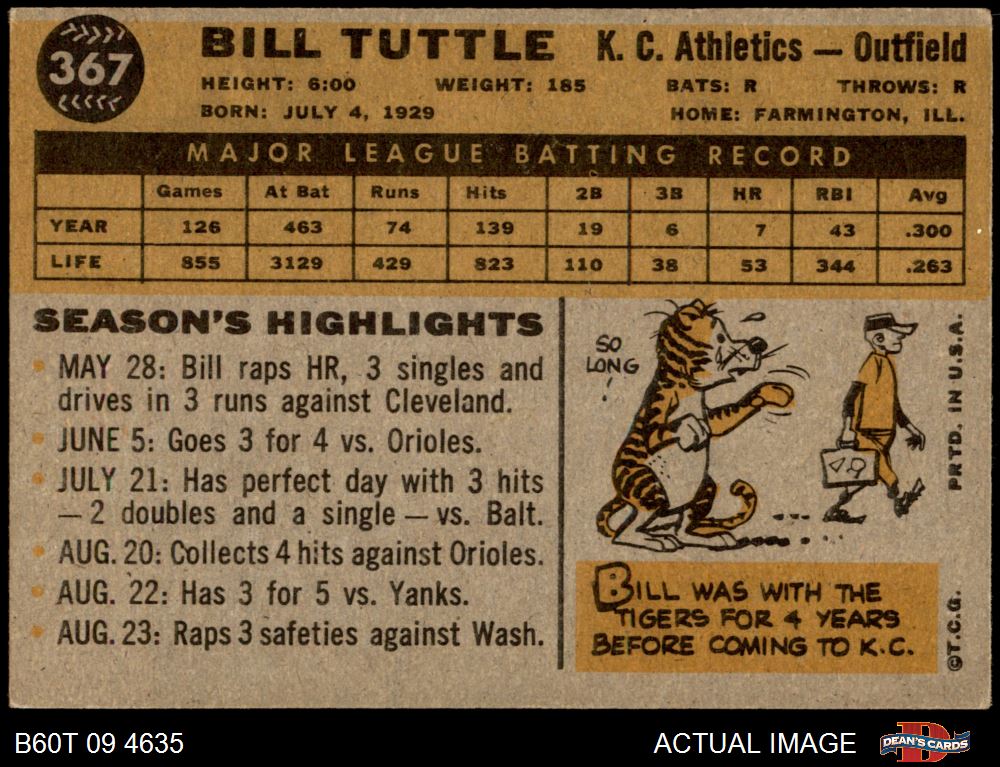 367
BILL TUTTLE K. C. Athletics — Outfield
HEIGHT: 6:00 WEIGHT: 185 BATS: R THROWS: R
BORN: JULY 4, 1929 HOME: FARMINGTON, ILL.
MAJOR LEAGUE BATTING RECORD
Games At Bat Runs Hits 2B 3B HR RBI Avg
YEAR 126 463 74 139 19 6 7 43 .300
LIFE 855 3129 429 823 110 38 53 344 .263
SEASON'S HIGHLIGHTS
• MAY 28: Bill raps HR, 3 singles and
drives in 3 runs against Cleveland.
• JUNE 5: Goes 3 for 4 vs. Orioles.
• JULY 21: Has perfect day with 3 hits
— 2 doubles and a single — vs. Balt.
• AUG. 20: Collects 4 hits against Orioles.
• AUG. 22: Has 3 for 5 vs. Yanks.
• AUG. 23: Raps 3 safeties against Wash.
SO
LONG
!
BILL WAS WITH THE
TIGERS FOR 4 YEARS
BEFORE COMING TO K.C.
©T.C.G. PRTD. IN U.S.A.
B60T 09 4635 ACTUAL IMAGE DEAN'S CARDS